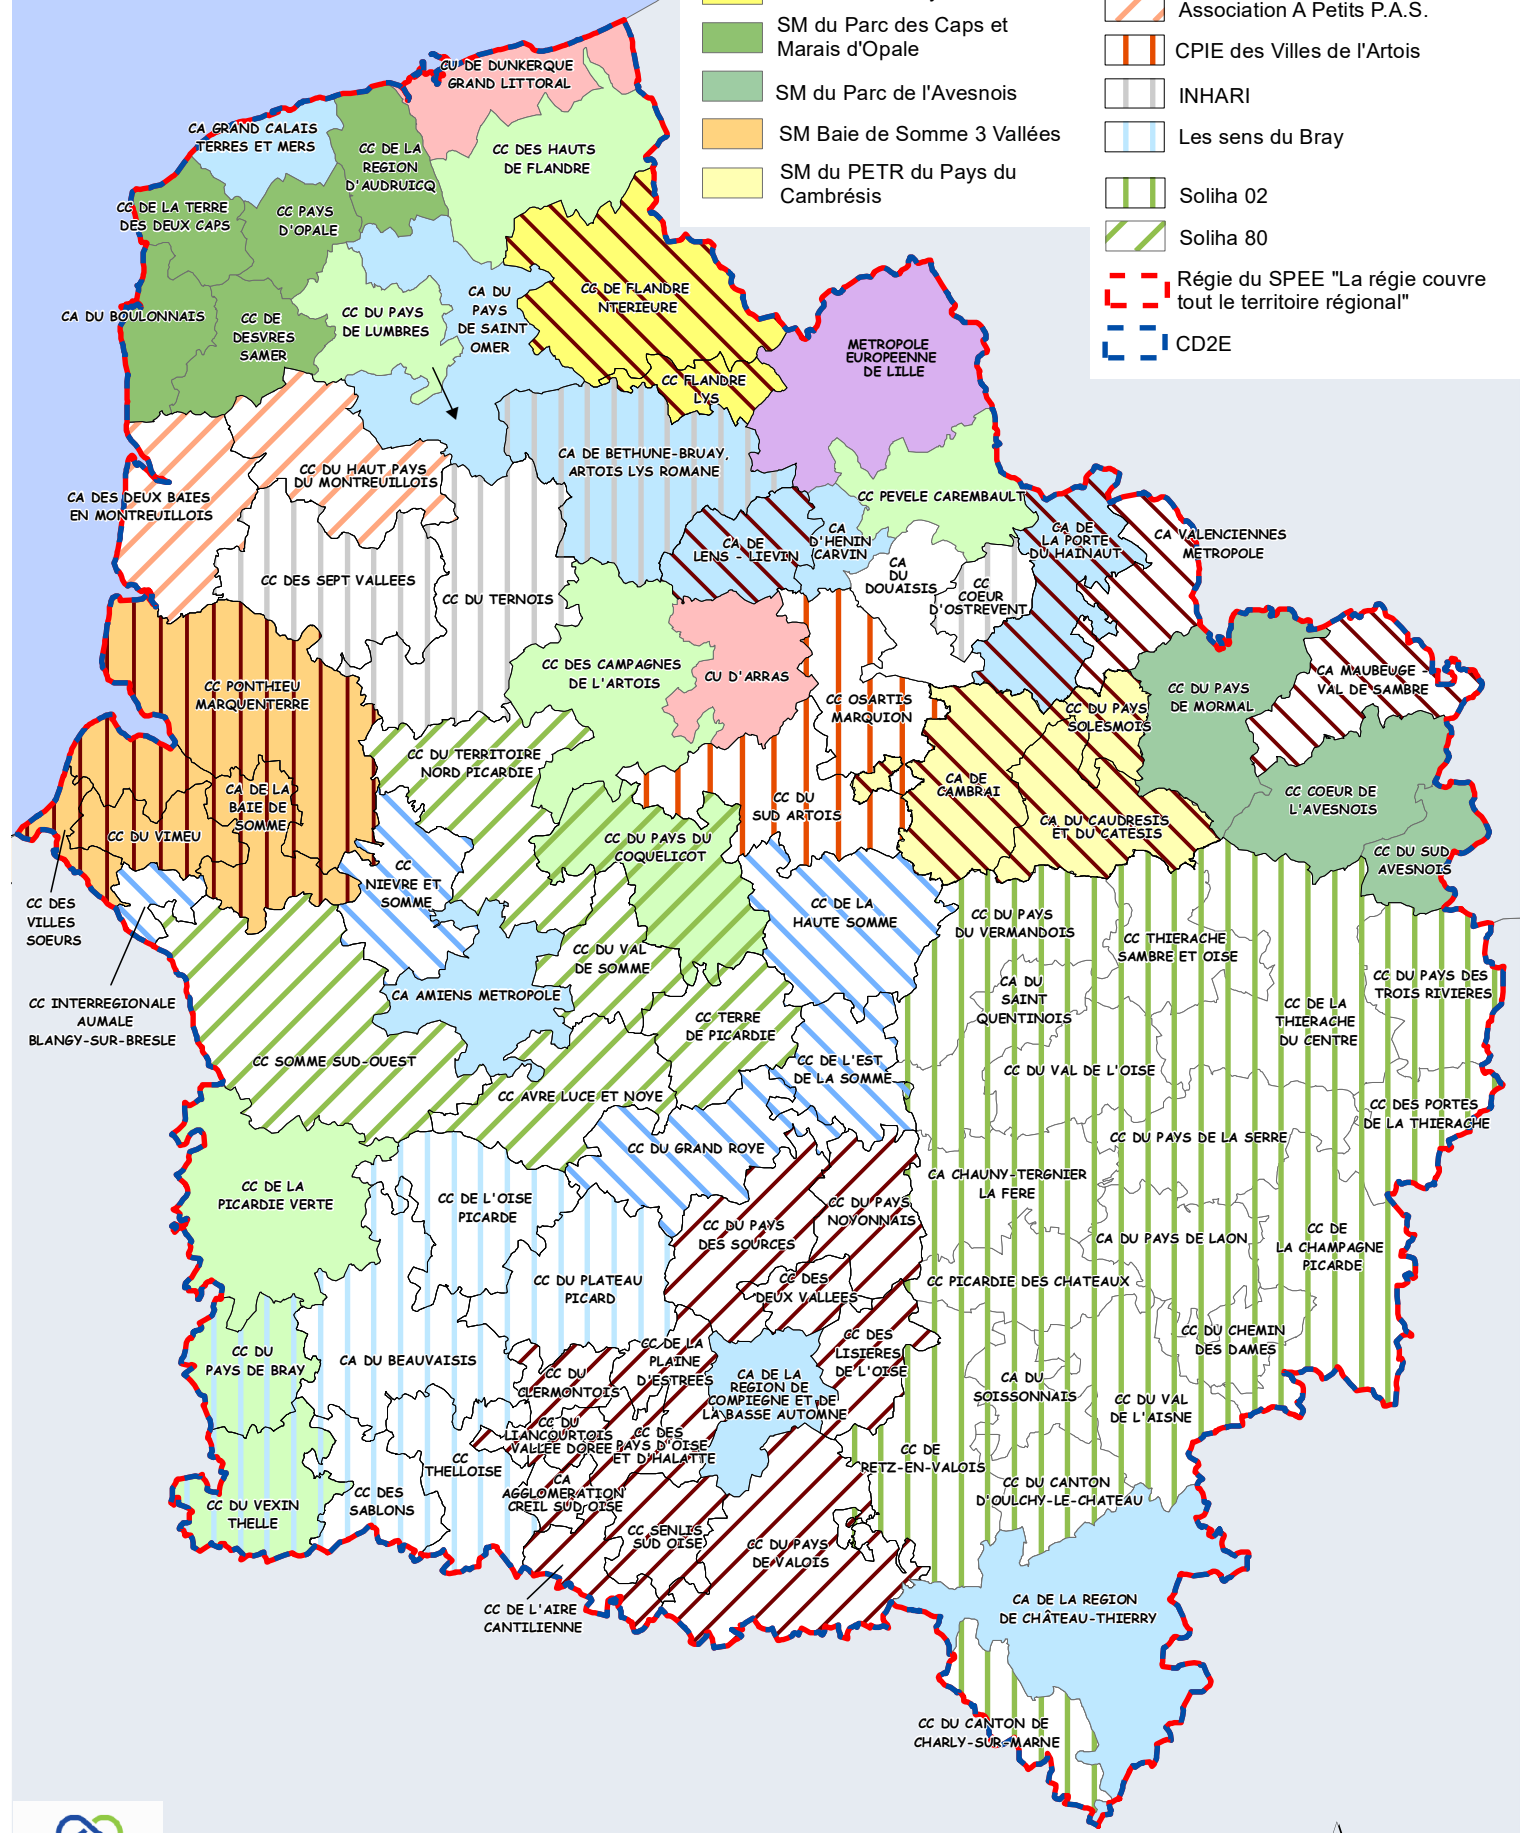 SM du Parc des Caps et
Marais d'Opale
SM du Parc de l'Avesnois
SM Baie de Somme 3 Vallées
SM du PETR du Pays du
Cambrésis
Association A Petits P.A.S.
CPIE des Villes de l'Artois
INHARI
Les sens du Bray
Soliha 02
Soliha 80
Régie du SPEE "La régie couvre
tout le territoire régional"
CD2E
CU DE DUNKERQUE
GRAND LITTORAL
CA GRAND CALAIS
TERRES ET MERS
CC DE LA
REGION
D'AUDRUICQ
CC DES HAUTS
DE FLANDRE
CC DE LA TERRE
DES DEUX CAPS
CC PAYS
D'OPALE
CA DU BOULONNAIS
CC DE
DESVRES
SAMER
CC DU PAYS
DE LUMBRES
CA DU
PAYS
DE SAINT
OMER
CC DE FLANDRE
NTERIEURE
CC FLANDRE
LYS
METROPOLE
EUROPEENNE
DE LILLE
CC DU HAUT PAYS
DU MONTREUILLOIS
CA DES DEUX BAIES
EN MONTREUILLOIS
CA DE BETHUNE-BRUAY,
ARTOIS LYS ROMANE
CC PEVELE CAREMBAULT
CA DE
LENS - LIEVIN
CA
D'HENIN
CARVIN
CA DE
LA PORTE
DU HAINAUT
CA VALENCIENNES
METROPOLE
CA
DU
DOUAISIS
CC
COEUR
D'OSTREVENT
CC DES SEPT VALLEES
CC DU TERNOIS
CC DES CAMPAGNES
DE L'ARTOIS
CU D'ARRAS
CC OSARTIS
MARQUION
CC DU PAYS
SOLESMOIS
CC DU PAYS
DE MORMAL
CA MAUBEUGE -
VAL DE SAMBRE
CC PONTHIEU
MARQUENTERRE
CC DU TERRITOIRE
NORD PICARDIE
CA DE LA
BAIE DE
SOMME
CC DU VIMEU
CC DU
SUD ARTOIS
CA DE
CAMBRAI
CA DU CAUDRESIS
ET DU CATESIS
CC COEUR DE
L'AVESNOIS
CC DU SUD
AVESNOIS
CC DU PAYS DU
COQUELICOT
CC
NIEVRE ET
SOMME
CC DES
VILLES
SOEURS
CC DE LA
HAUTE SOMME
CC DU PAYS
DU VERMANDOIS
CC THIERACHE
SAMBRE ET OISE
CC DU VAL
DE SOMME
CA AMIENS METROPOLE
CC INTERREGIONALE
AUMALE
BLANGY-SUR-BRESLE
CC TERRE
DE PICARDIE
CA DU
SAINT
QUENTINOIS
CC DE LA
THIERACHE
DU CENTRE
CC DU PAYS DES
TROIS RIVIERES
CC SOMME SUD-OUEST
CC DE L'EST
DE LA SOMME
CC DU VAL DE L'OISE
CC AVRE LUCE ET NOYE
CC DES PORTES
DE LA THIERACHE
CC DU PAYS DE LA SERRE
CC DU GRAND ROYE
CA CHAUNY-TERGNIER
LA FERE
CC DE LA
PICARDIE VERTE
CC DE L'OISE
PICARDE
CC DU PAYS
NOYONNAIS
CC DU PAYS
DES SOURCES
CA DU PAYS DE LAON
CC DE
LA CHAMPAGNE
PICARDE
CC DU PLATEAU
PICARD
CC DES
DEUX VALLEES
CC PICARDIE DES CHATEAUX
CC DU CHEMIN
DES DAMES
CC DU
PAYS DE BRAY
CA DU BEAUVAISIS
CC DE LA
PLAINE
D'ESTREES
CC DES
LISIERES
DE L'OISE
CC DU
CLERMONTOIS
CA DE LA
REGION DE
COMPIEGNE ET DE
LA BASSE AUTOMNE
CA DU
SOISSONNAIS
CC DU VAL
DE L'AISNE
CC DU
LIANCOURTOIS
VALLEE DOREE
CC DES
PAYS D'OISE
ET D'HALATTE
CC
THELLOISE
CC DE
RETZ-EN-VALOIS
CA
AGGLOMERATION
CREIL SUD OISE
CC DES
SABLONS
CC DU VEXIN
THELLE
CC DU CANTON
D'OULCHY-LE-CHATEAU
CC SENLIS
SUD OISE
CC DU PAYS
DE VALOIS
CC DE L'AIRE
CANTILIENNE
CA DE LA REGION
DE CHÂTEAU-THIERRY
CC DU CANTON DE
CHARLY-SUR-MARNE